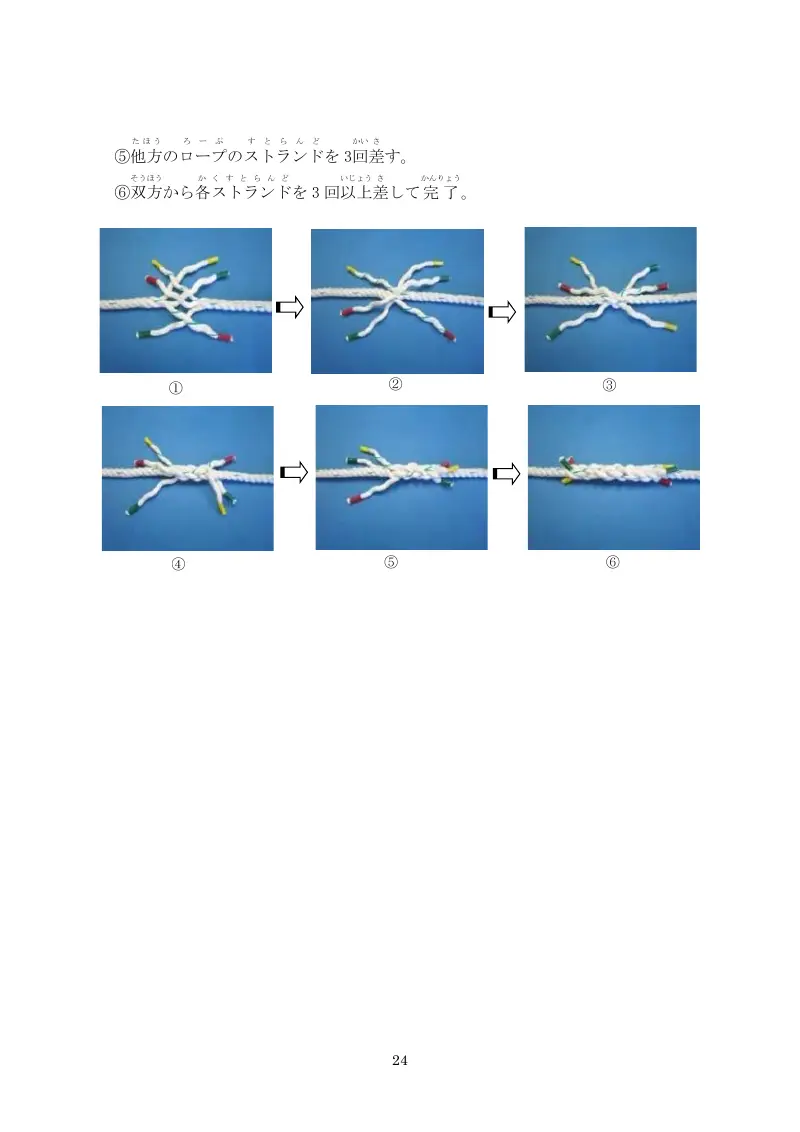 たほう ろーぷ すとらんど かいさ
⑤他方のロープのストランドを3回差す。
そうほう かくすとらんど いじょうさ かんりょう
⑥双方から各ストランドを3回以上差して完了。
① ② ③
④ ⑤ ⑥
24